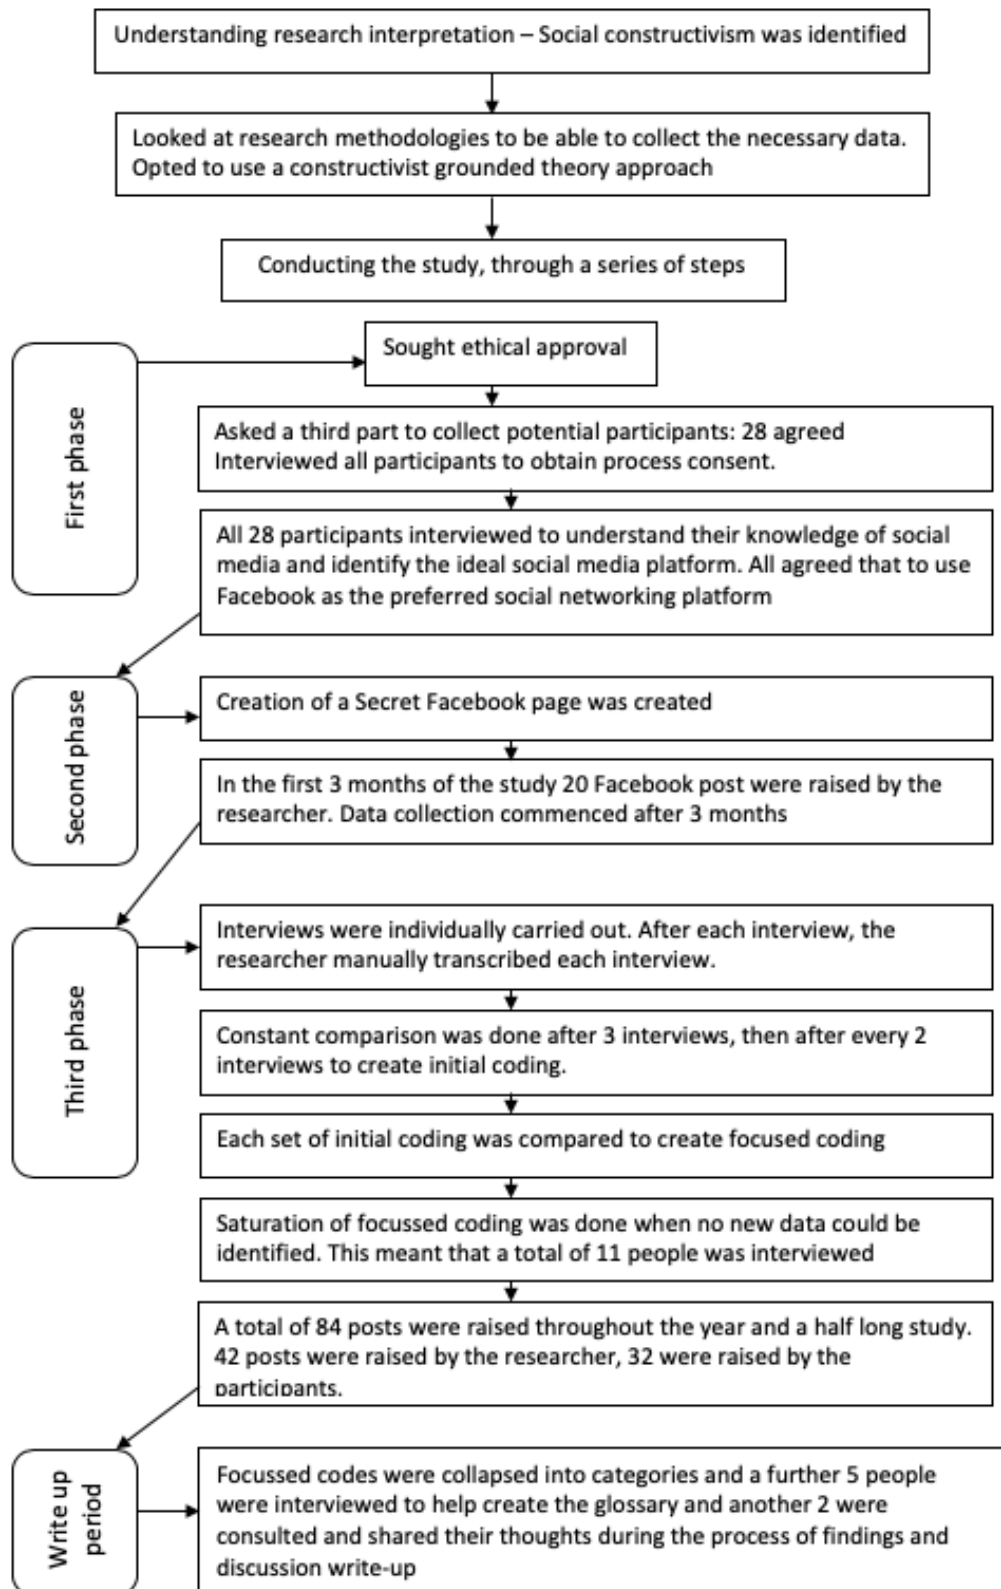 Understanding research interpretation – Social constructivism was identified
Looked at research methodologies to be able to collect the necessary data.
Opted to use a constructivist grounded theory approach
Conducting the study, through a series of steps
First phase
Sought ethical approval
Asked a third part to collect potential participants: 28 agreed
Interviewed all participants to obtain process consent.
All 28 participants interviewed to understand their knowledge of social
media and identify the ideal social media platform. All agreed that to use
Facebook as the preferred social networking platform
Second phase
Creation of a Secret Facebook page was created
In the first 3 months of the study 20 Facebook post were raised by the
researcher. Data collection commenced after 3 months
Third phase
Interviews were individually carried out. After each interview, the
researcher manually transcribed each interview.
Constant comparison was done after 3 interviews, then after every 2
interviews to create initial coding.
Each set of initial coding was compared to create focused coding
Saturation of focussed coding was done when no new data could be
identified. This meant that a total of 11 people was interviewed
A total of 84 posts were raised throughout the year and a half long study.
42 posts were raised by the researcher, 32 were raised by the
participants.
Write up
period
Focussed codes were collapsed into categories and a further 5 people
were interviewed to help create the glossary and another 2 were
consulted and shared their thoughts during the process of findings and
discussion write-up